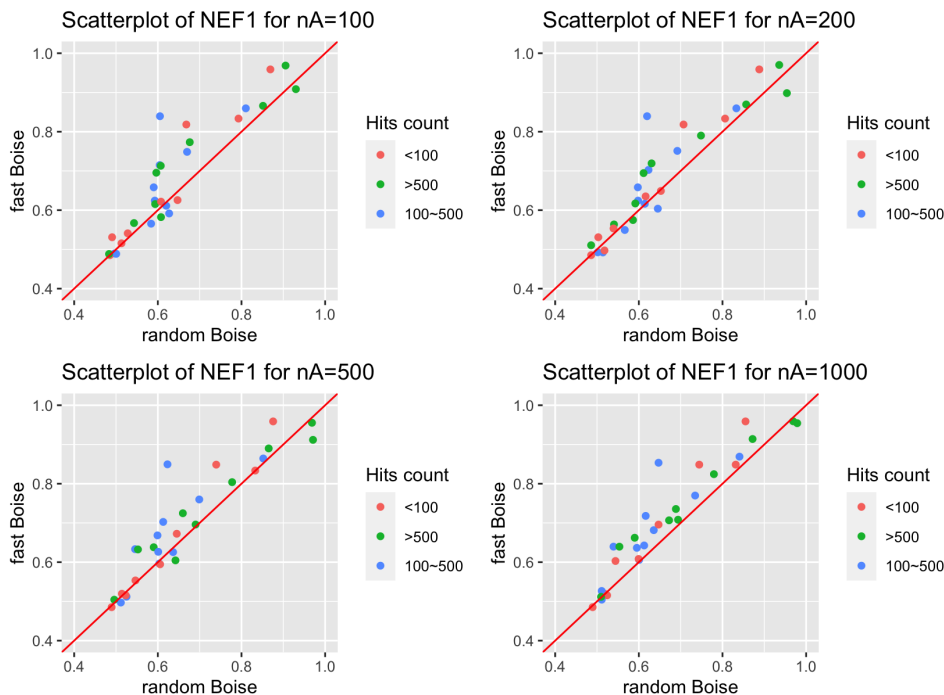 Scatterplot of NEF1 for nA=100
1.0
0.8
0.6
0.4
fast Boise
0.4 0.6 0.8 1.0
random Boise
Hits count
<100
>500
100~500
Scatterplot of NEF1 for nA=200
1.0
0.8
0.6
0.4
fast Boise
0.4 0.6 0.8 1.0
random Boise
Hits count
<100
>500
100~500
Scatterplot of NEF1 for nA=500
1.0
0.8
0.6
0.4
fast Boise
0.4 0.6 0.8 1.0
random Boise
Hits count
<100
>500
100~500
Scatterplot of NEF1 for nA=1000
1.0
0.8
0.6
0.4
fast Boise
0.4 0.6 0.8 1.0
random Boise
Hits count
<100
>500
100~500